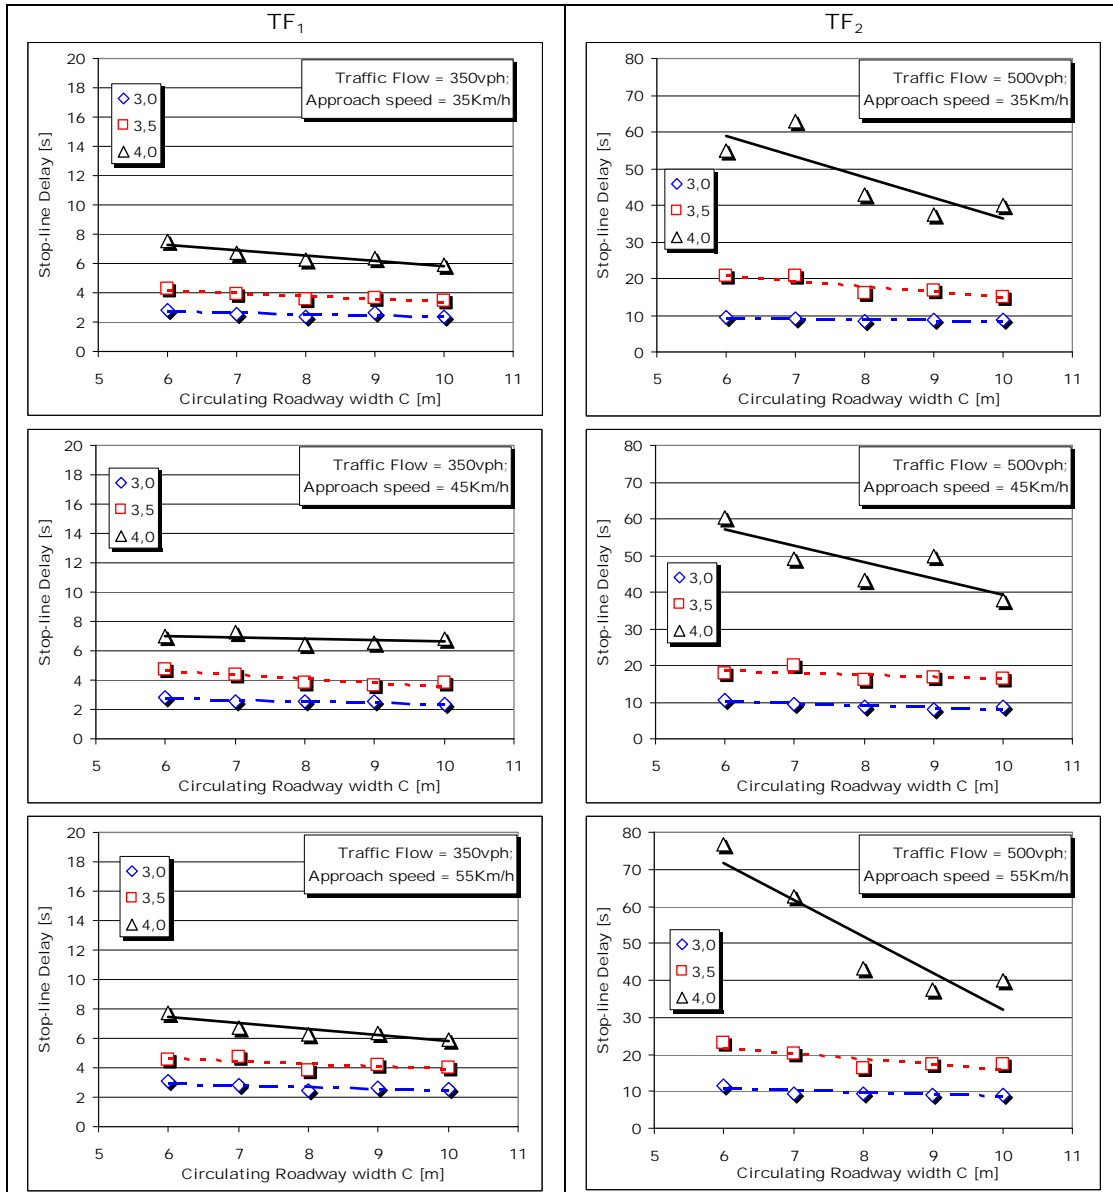 TF1
TF2
Traffic Flow = 350vph;
Approach speed = 35Km/h
3,0
3,5
4,0
Stop-line Delay [s]
20
18
16
14
12
10
8
6
4
2
0
5 6 7 8 9 10 11
Circulating Roadway width C [m]
Traffic Flow = 500vph;
Approach speed = 35Km/h
3,0
3,5
4,0
Stop-line Delay [s]
80
70
60
50
40
30
20
10
0
5 6 7 8 9 10 11
Circulating Roadway width C [m]
Traffic Flow = 350vph;
Approach speed = 45Km/h
3,0
3,5
4,0
Stop-line Delay [s]
20
18
16
14
12
10
8
6
4
2
0
5 6 7 8 9 10 11
Circulating Roadway width C [m]
Traffic Flow = 500vph;
Approach speed = 45Km/h
3,0
3,5
4,0
Stop-line Delay [s]
80
70
60
50
40
30
20
10
0
5 6 7 8 9 10 11
Circulating Roadway width C [m]
Traffic Flow = 350vph;
Approach speed = 55Km/h
3,0
3,5
4,0
Stop-line Delay [s]
20
18
16
14
12
10
8
6
4
2
0
5 6 7 8 9 10 11
Circulating Roadway width C [m]
Traffic Flow = 500vph;
Approach speed = 55Km/h
3,0
3,5
4,0
Stop-line Delay [s]
80
70
60
50
40
30
20
10
0
5 6 7 8 9 10 11
Circulating Roadway width C [m]